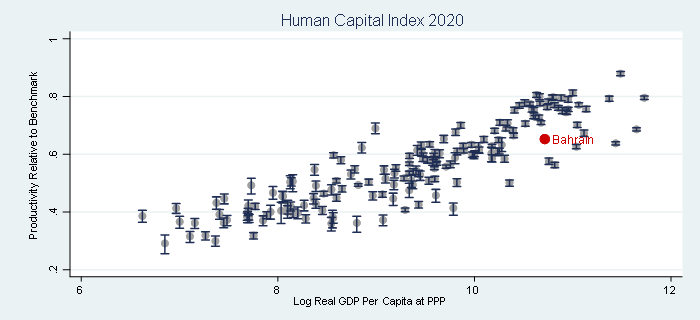 Human Capital Index 2020
Productivity Relative to Benchmark
1
.8
.6
.4
.2
Bahrain
6
8
10
12
Log Real GDP Per Capita at PPP